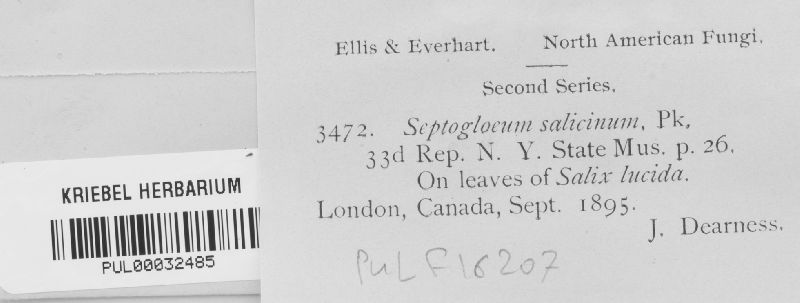 Ellis & Everhart. North American Fungi.
Second Series.
3472. Septogloeum salicinum, Pk,
33d Rep. N. Y. State Mus. p. 26.
On leaves of Salix lucida.
London, Canada, Sept. 1895.
J. Dearness.
PUL F16207
KRIEBEL HERBARIUM
PUL00032485